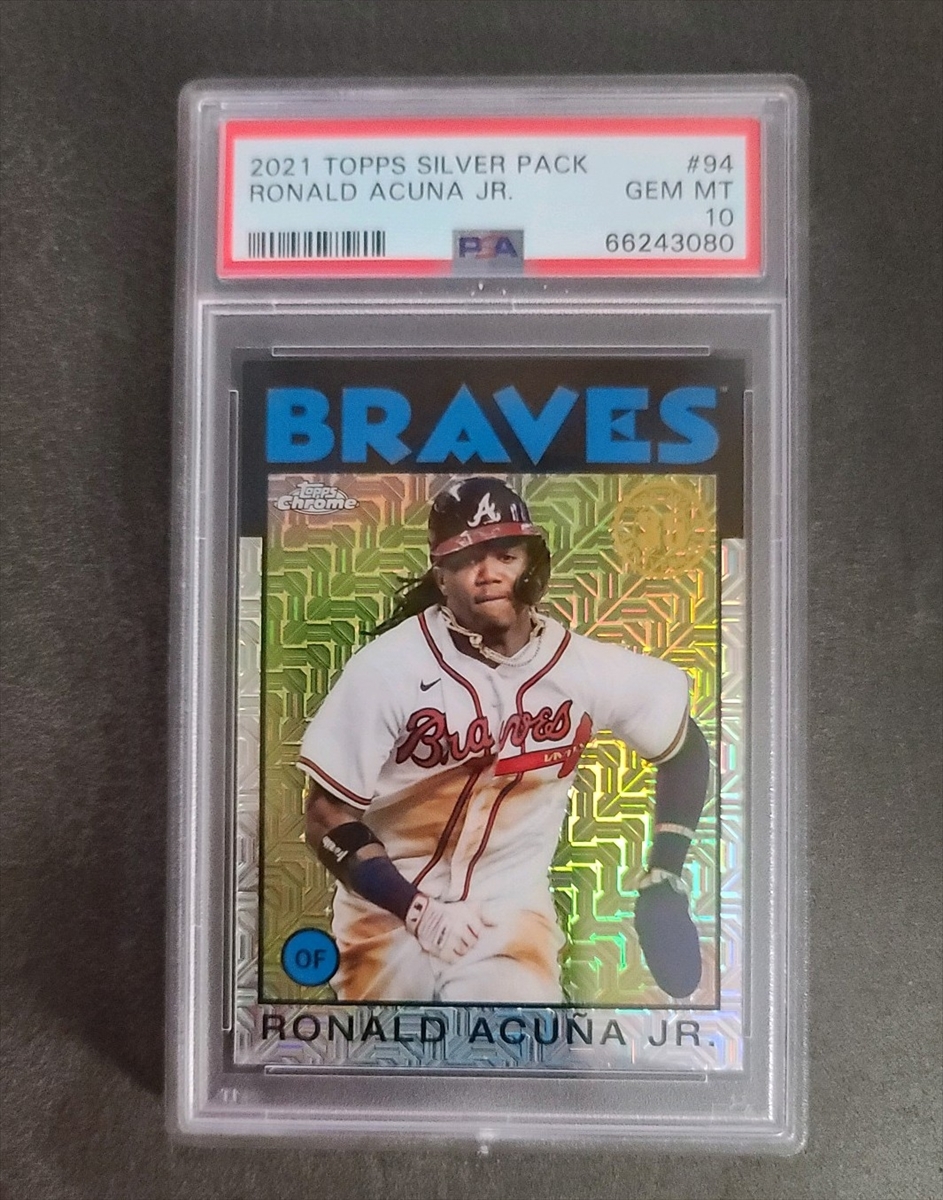 2021 TOPPS SILVER PACK #94
RONALD ACUNA JR. GEM MT
10
PSA 66243080
BRAVES
TOPPS
Chrome
A
35
Braves
OF
RONALD ACUÑA JR.